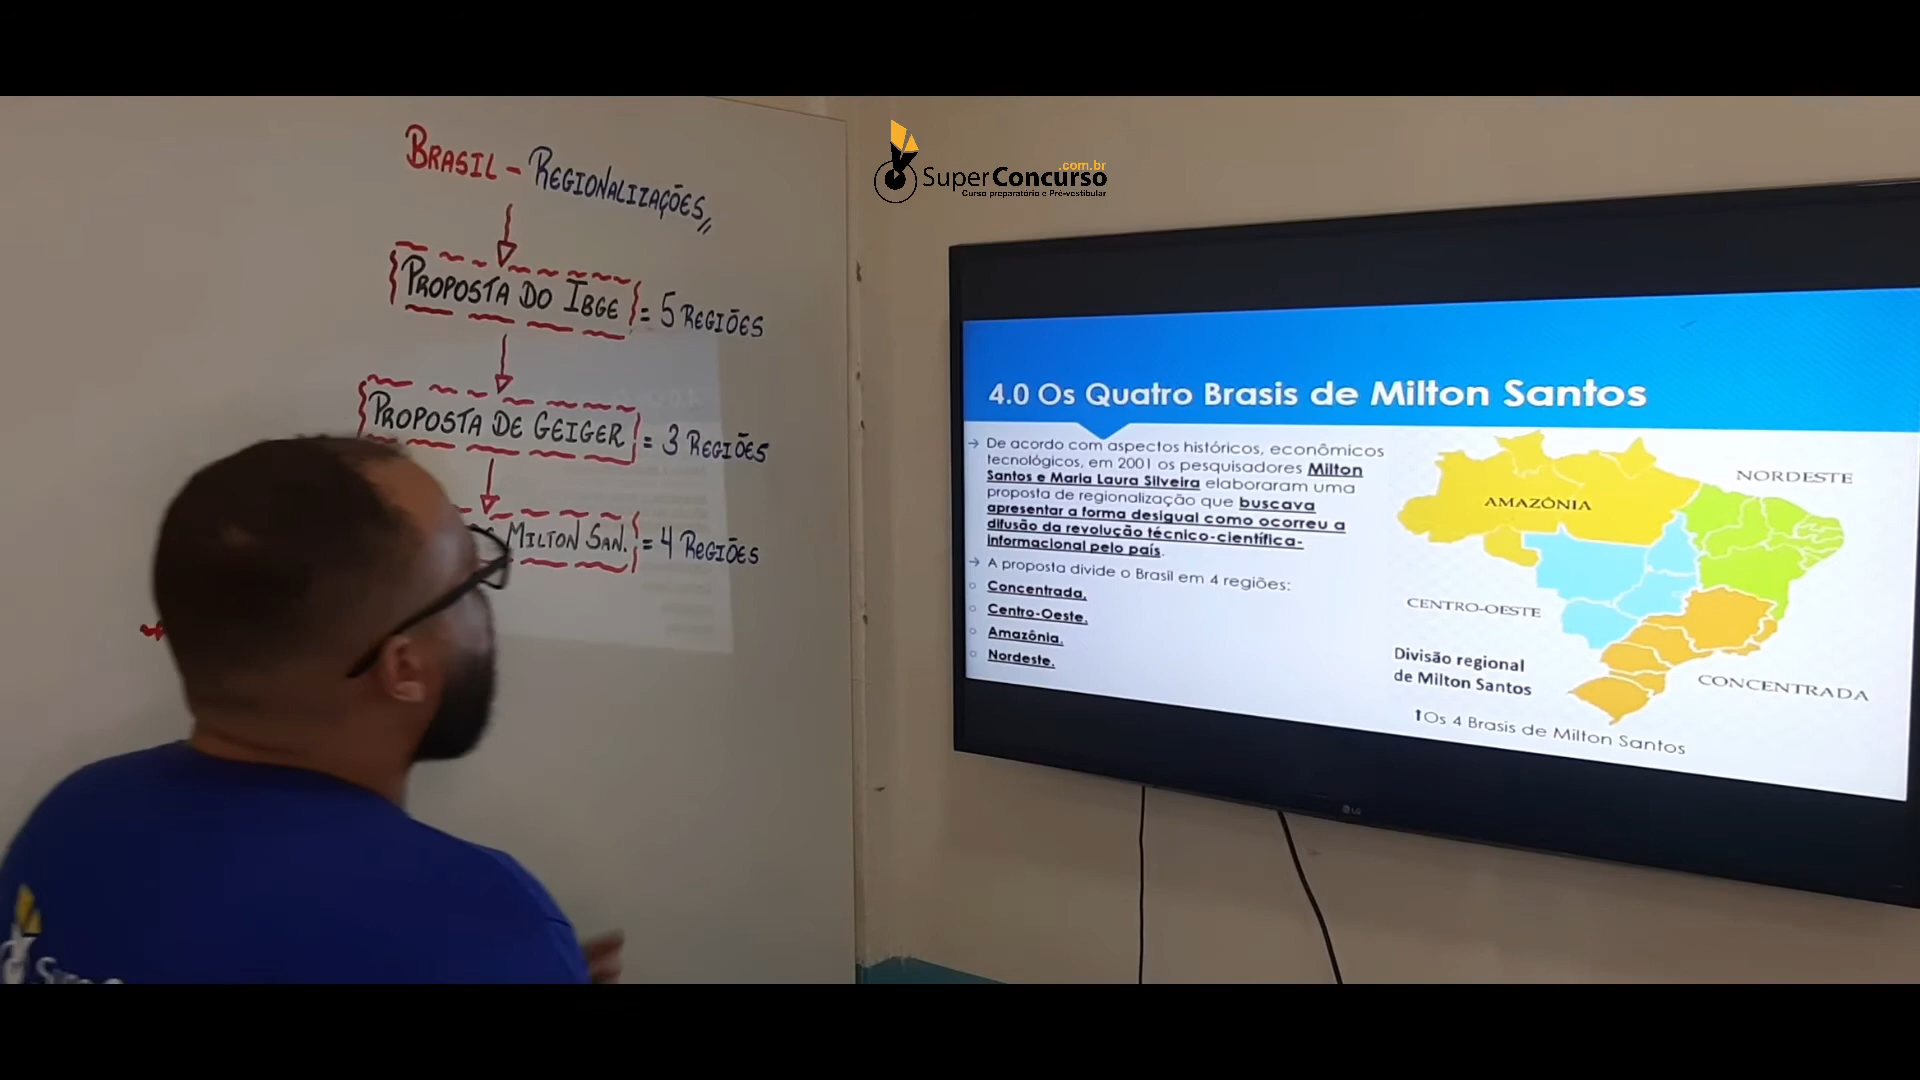 BRASIL - REGIONALIZAÇÕES
PROPOSTA DO IBGE = 5 REGIÕES
PROPOSTA DE GEIGER = 3 REGIÕES
MILTON SAN. = 4 REGIÕES
.com.br
SuperConcurso
Curso preparatório e Pré-vestibular
4.0 Os Quatro Brasis de Milton Santos
De acordo com aspectos históricos, econômicos
tecnológicos, em 2001 os pesquisadores Milton
Santos e Maria Laura Silveira elaboraram uma
proposta de regionalização que buscava
apresentar a forma desigual como ocorreu a
difusão da revolução técnico-científica-
informacional pelo país.
A proposta divide o Brasil em 4 regiões:
Concentrada.
Centro-Oeste.
Amazônia.
Nordeste.
NORDESTE
AMAZÔNIA
CENTRO-OESTE
Divisão regional
de Milton Santos
CONCENTRADA
Os 4 Brasis de Milton Santos
LG